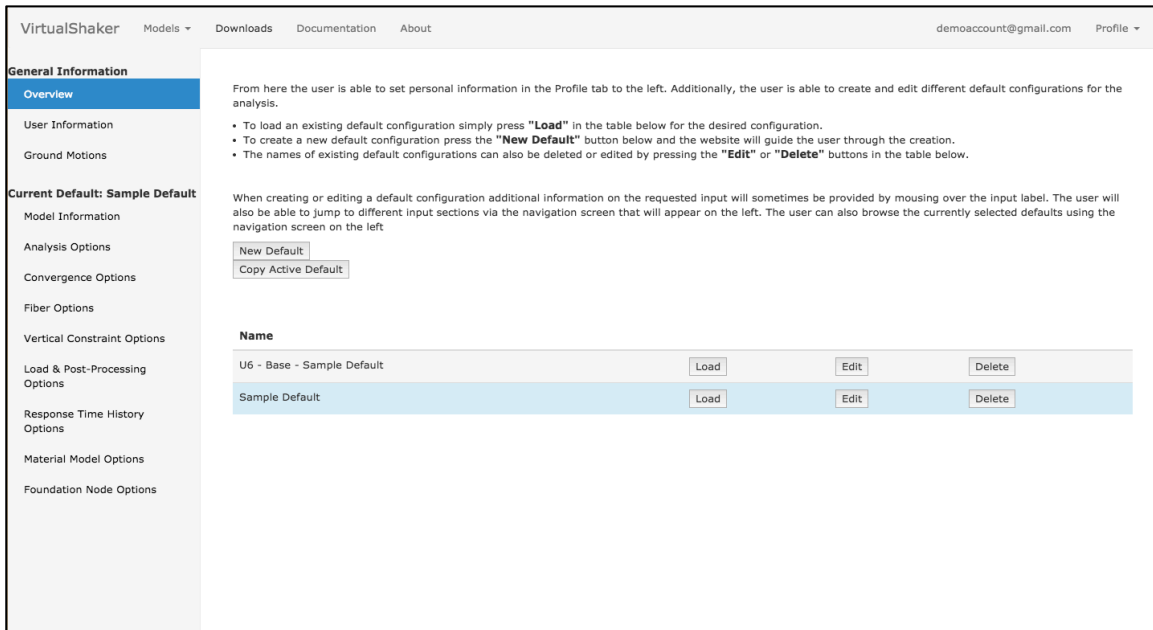 VirtualShaker Models Downloads Documentation About demoaccount@gmail.com Profile
General Information
Overview
User Information
Ground Motions
Current Default: Sample Default
Model Information
Analysis Options
Convergence Options
Fiber Options
Vertical Constraint Options
Load & Post-Processing
Options
Response Time History
Options
Material Model Options
Foundation Node Options
From here the user is able to set personal information in the Profile tab to the left. Additionally, the user is able to create and edit different default configurations for the
analysis.
• To load an existing default configuration simply press "Load" in the table below for the desired configuration.
• To create a new default configuration press the "New Default" button below and the website will guide the user through the creation.
• The names of existing default configurations can also be deleted or edited by pressing the "Edit" or "Delete" buttons in the table below.
When creating or editing a default configuration additional information on the requested input will sometimes be provided by mousing over the input label. The user will
also be able to jump to different input sections via the navigation screen that will appear on the left. The user can also browse the currently selected defaults using the
navigation screen on the left
New Default
Copy Active Default
Name
U6 - Base - Sample Default Load Edit Delete
Sample Default Load Edit Delete